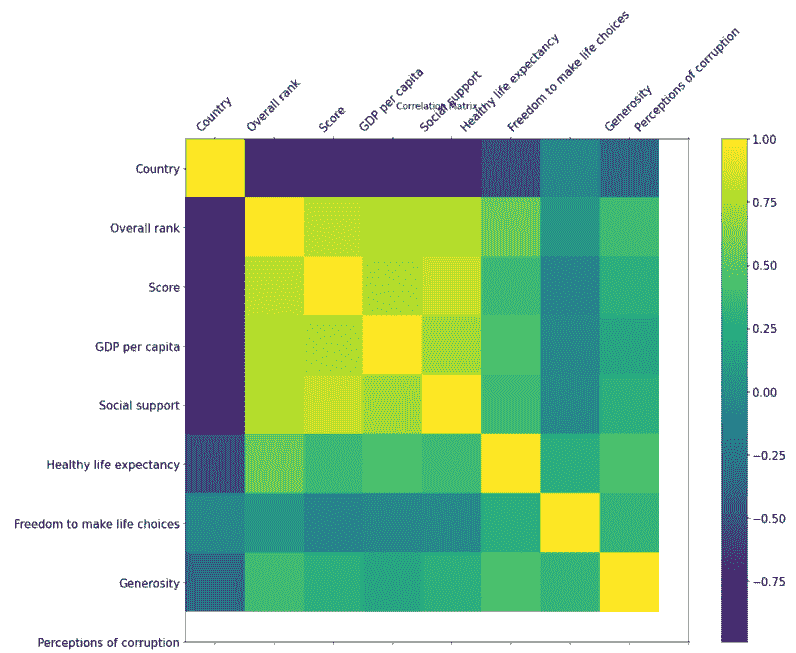 Country
Overall rank
Score
GDP per capita
Social support
Healthy life expectancy
Freedom to make life choices
Generosity
Perceptions of corruption
Correlation Matrix
Country
Overall rank
Score
GDP per capita
Social support
Healthy life expectancy
Freedom to make life choices
Generosity
Perceptions of corruption
1.00
0.75
0.50
0.25
0.00
−0.25
−0.50
−0.75